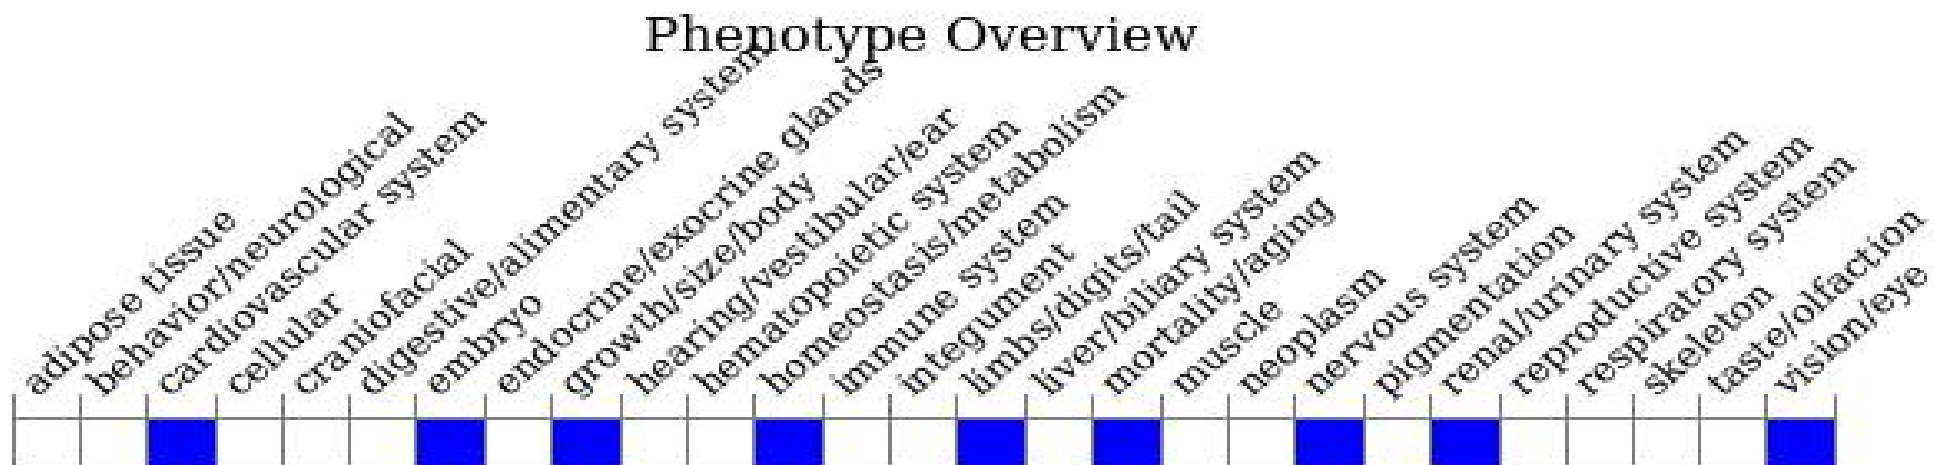 Phenotype Overview
adipose tissue
behavior/neurological
cardiovascular system
cellular
craniofacial
digestive/alimentary system
embryo
endocrine/exocrine glands
growth/size/body
hearing/vestibular/ear
hematopoietic system
homeostasis/metabolism
immune system
integument
limbs/digits/tail
liver/biliary system
mortality/aging
muscle
neoplasm
nervous system
pigmentation
renal/urinary system
reproductive system
respiratory system
skeleton
taste/olfaction
vision/eye